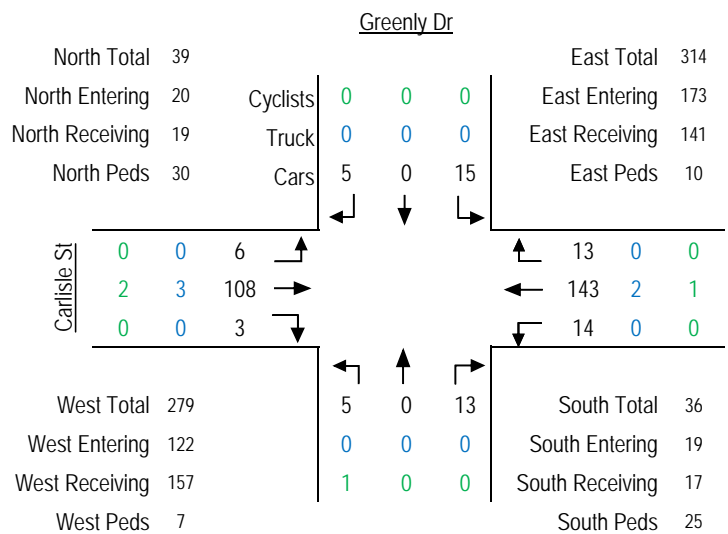 Greenly Dr
North Total 39
North Entering 20
North Receiving 19
North Peds 30
East Total 314
East Entering 173
East Receiving 141
East Peds 10
Cyclists 0 0 0
Truck 0 0 0
Cars 5 0 15
Carlisle St
0 0 6
2 3 108
0 0 3
13 0 0
143 2 1
14 0 0
West Total 279
West Entering 122
West Receiving 157
West Peds 7
5 0 13
0 0 0
1 0 0
South Total 36
South Entering 19
South Receiving 17
South Peds 25